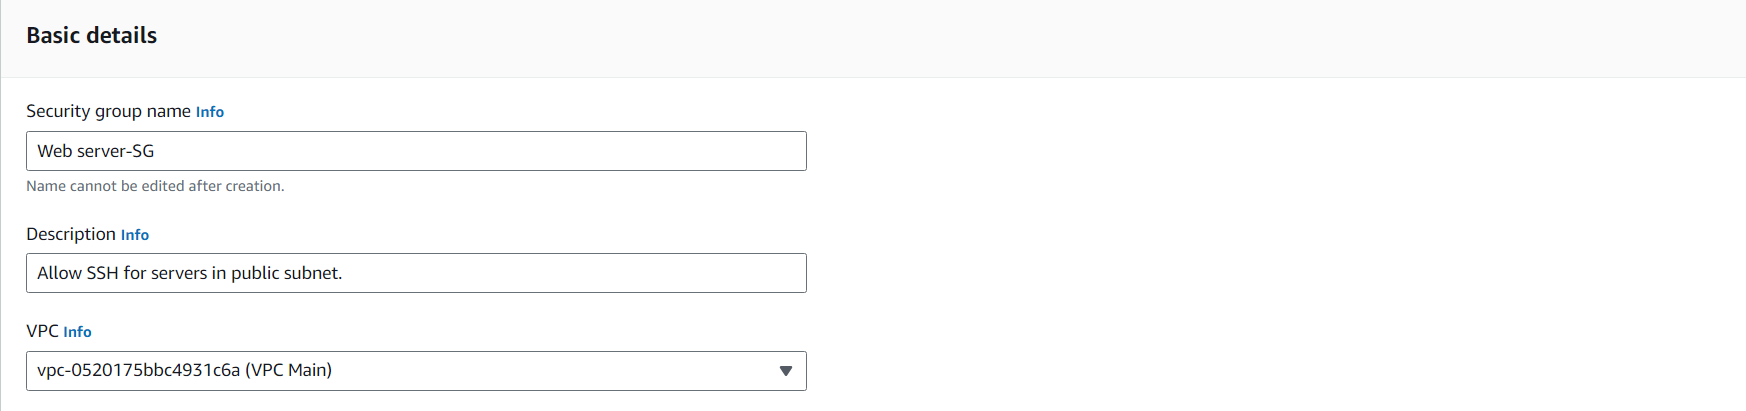 Basic details
Security group name Info
Web server-SG
Name cannot be edited after creation.
Description Info
Allow SSH for servers in public subnet.
VPC Info
vpc-0520175bbc4931c6a (VPC Main)